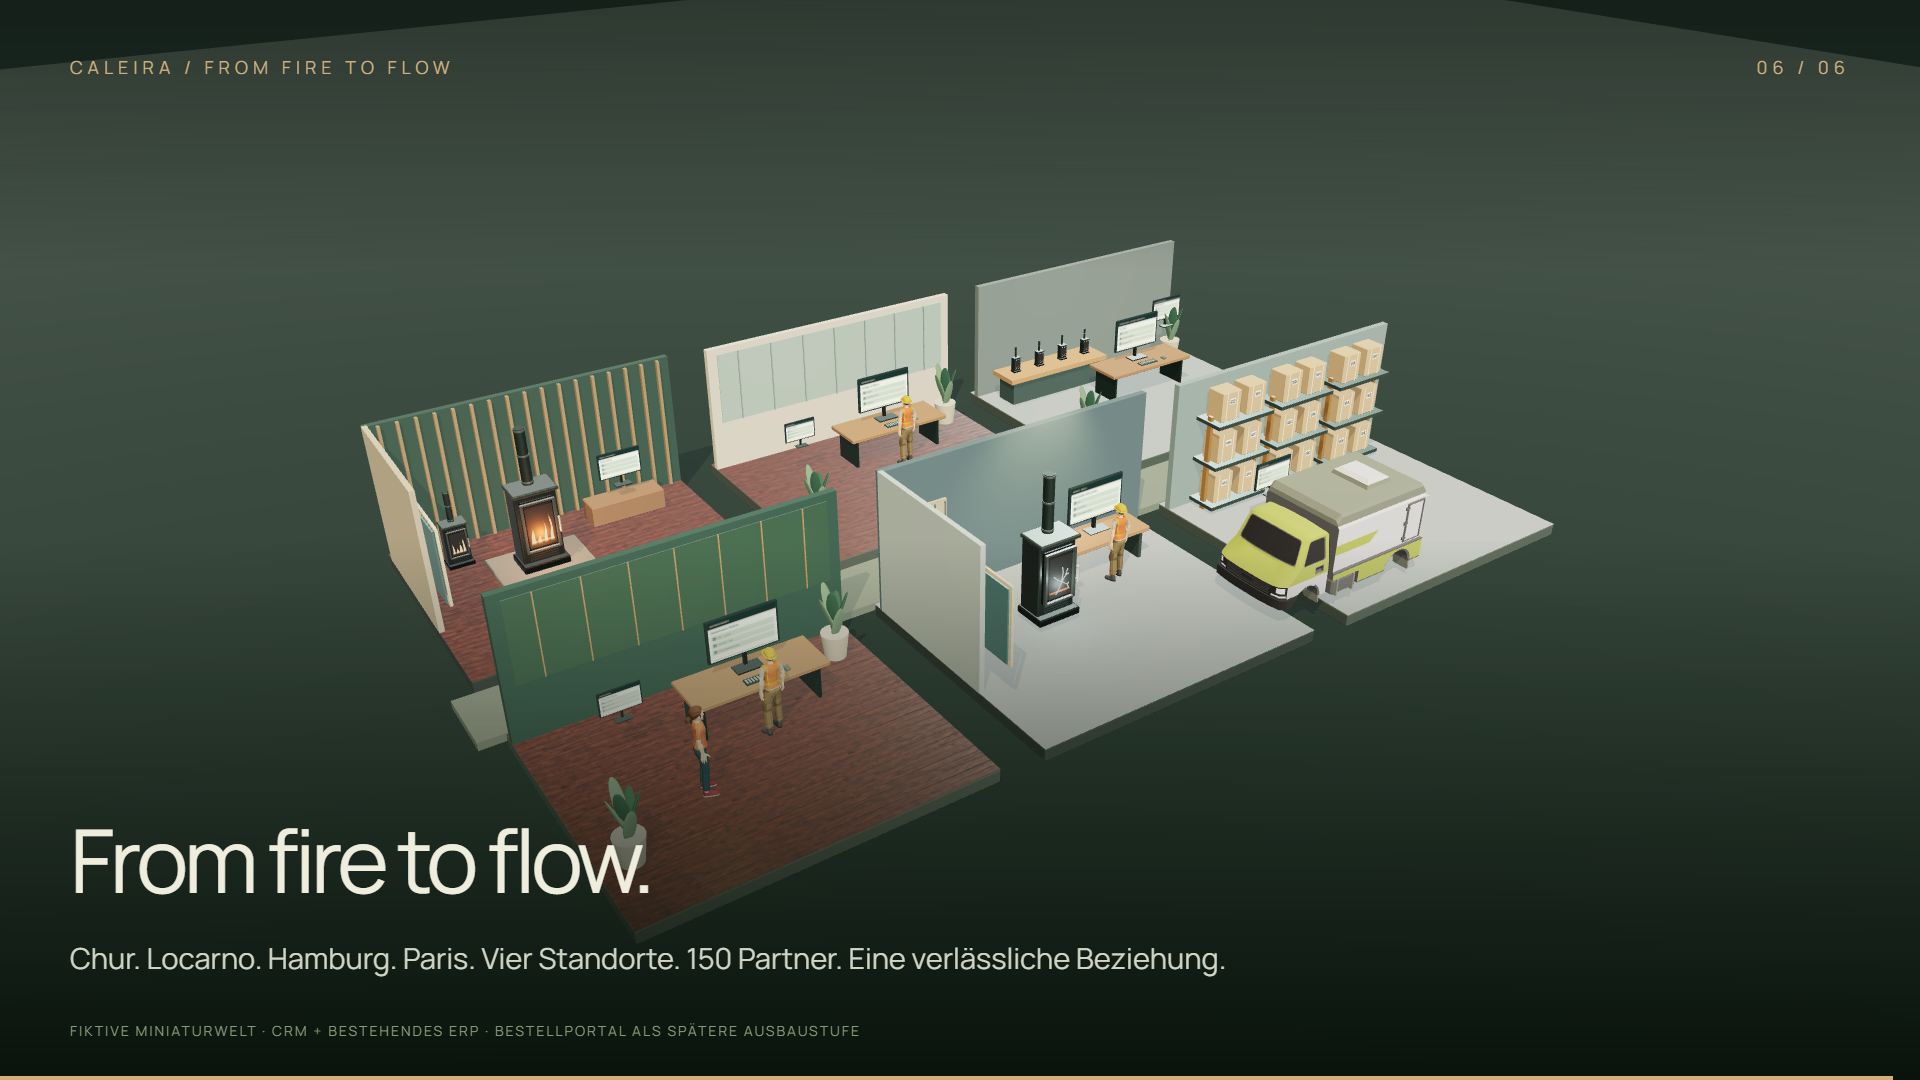 CALEIRA / FROM FIRE TO FLOW
06 / 06
From fire to flow.
Chur. Locarno. Hamburg. Paris. Vier Standorte. 150 Partner. Eine verlässliche Beziehung.
FIKTIVE MINIATURWELT · CRM + BESTEHENDES ERP · BESTELLPORTAL ALS SPÄTERE AUSBAUSTUFE